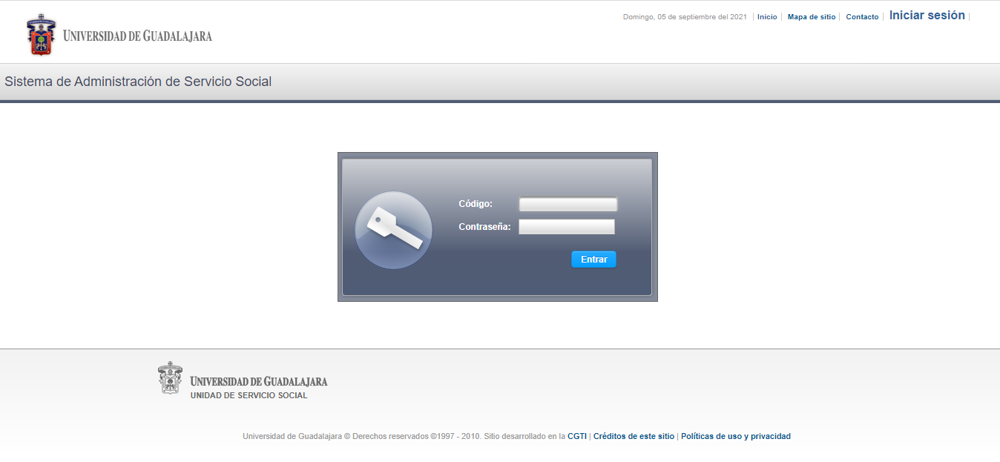 Domingo, 05 de septiembre del 2021 | Inicio | Mapa de sitio | Contacto | Iniciar sesión |
UNIVERSIDAD DE GUADALAJARA
Sistema de Administración de Servicio Social
Código:
Contraseña:
Entrar
UNIVERSIDAD DE GUADALAJARA
UNIDAD DE SERVICIO SOCIAL
Universidad de Guadalajara © Derechos reservados ©1997 - 2010. Sitio desarrollado en la CGTI | Créditos de este sitio | Políticas de uso y privacidad